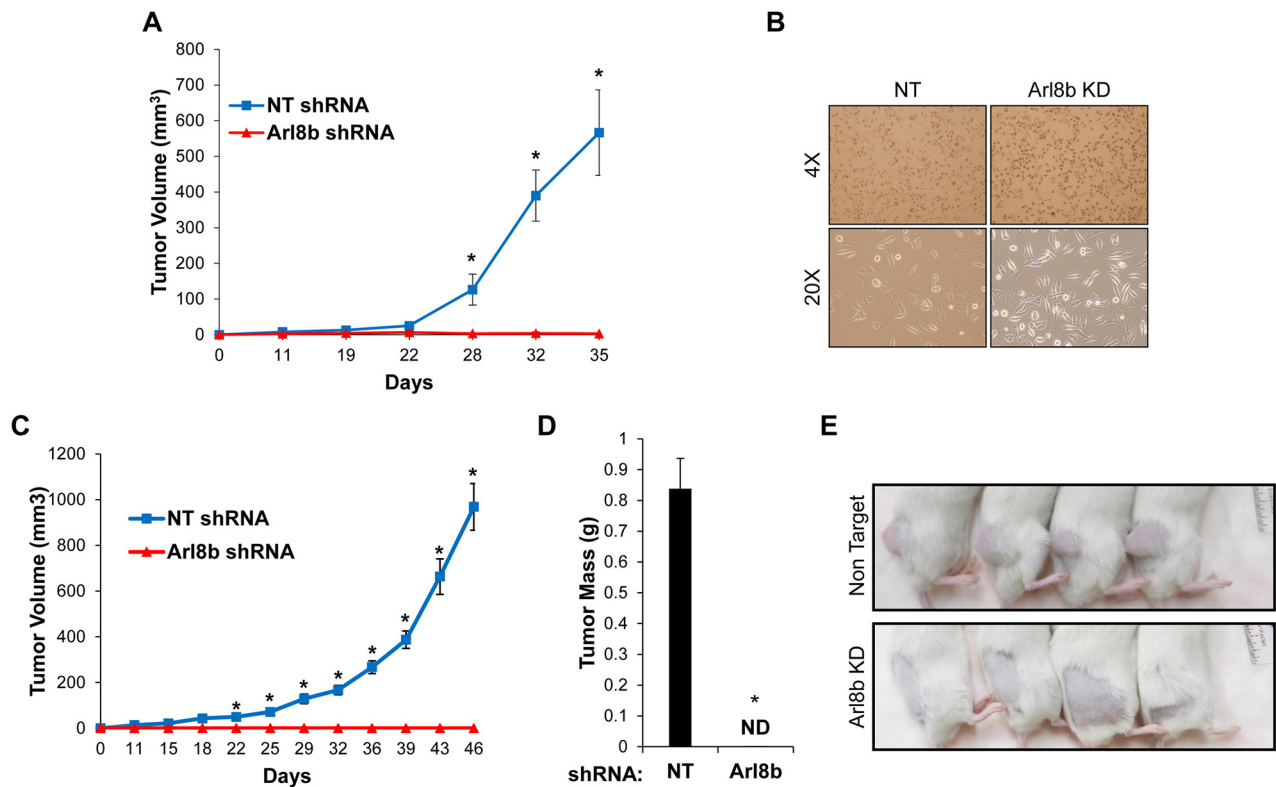 A
800
700
600
500
400
300
200
100
0
Tumor Volume (mm³)
NT shRNA
Arl8b shRNA
*
*
*
0 11 19 22 28 32 35
Days
B
NT Arl8b KD
4X
20X
C
1200
1000
800
600
400
200
0
Tumor Volume (mm3)
NT shRNA
Arl8b shRNA
*
*
*
*
*
*
*
*
0 11 15 18 22 25 29 32 36 39 43 46
Days
D
1
0.9
0.8
0.7
0.6
0.5
0.4
0.3
0.2
0.1
0
Tumor Mass (g)
*
ND
shRNA: NT Arl8b
E
Non Target
Arl8b KD